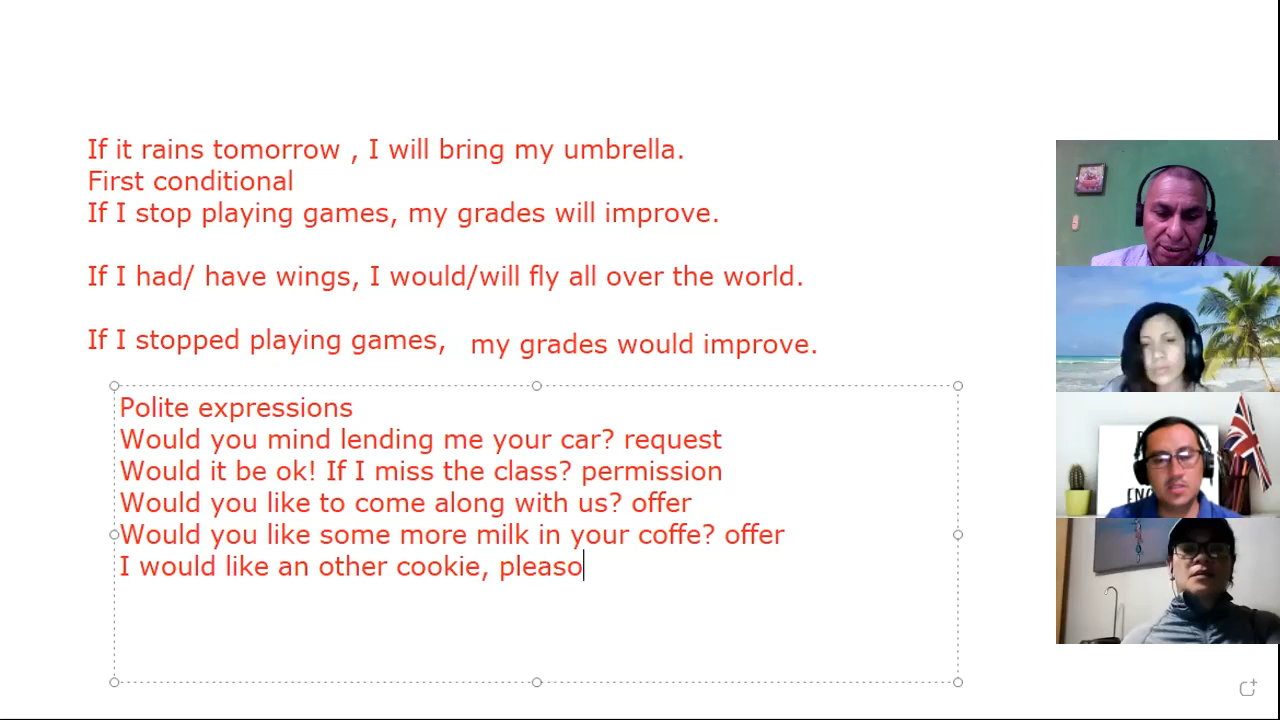 If it rains tomorrow , I will bring my umbrella.
First conditional
If I stop playing games, my grades will improve.
If I had/ have wings, I would/will fly all over the world.
If I stopped playing games, my grades would improve.
Polite expressions
Would you mind lending me your car? request
Would it be ok! If I miss the class? permission
Would you like to come along with us? offer
Would you like some more milk in your coffe? offer
I would like an other cookie, pleaso